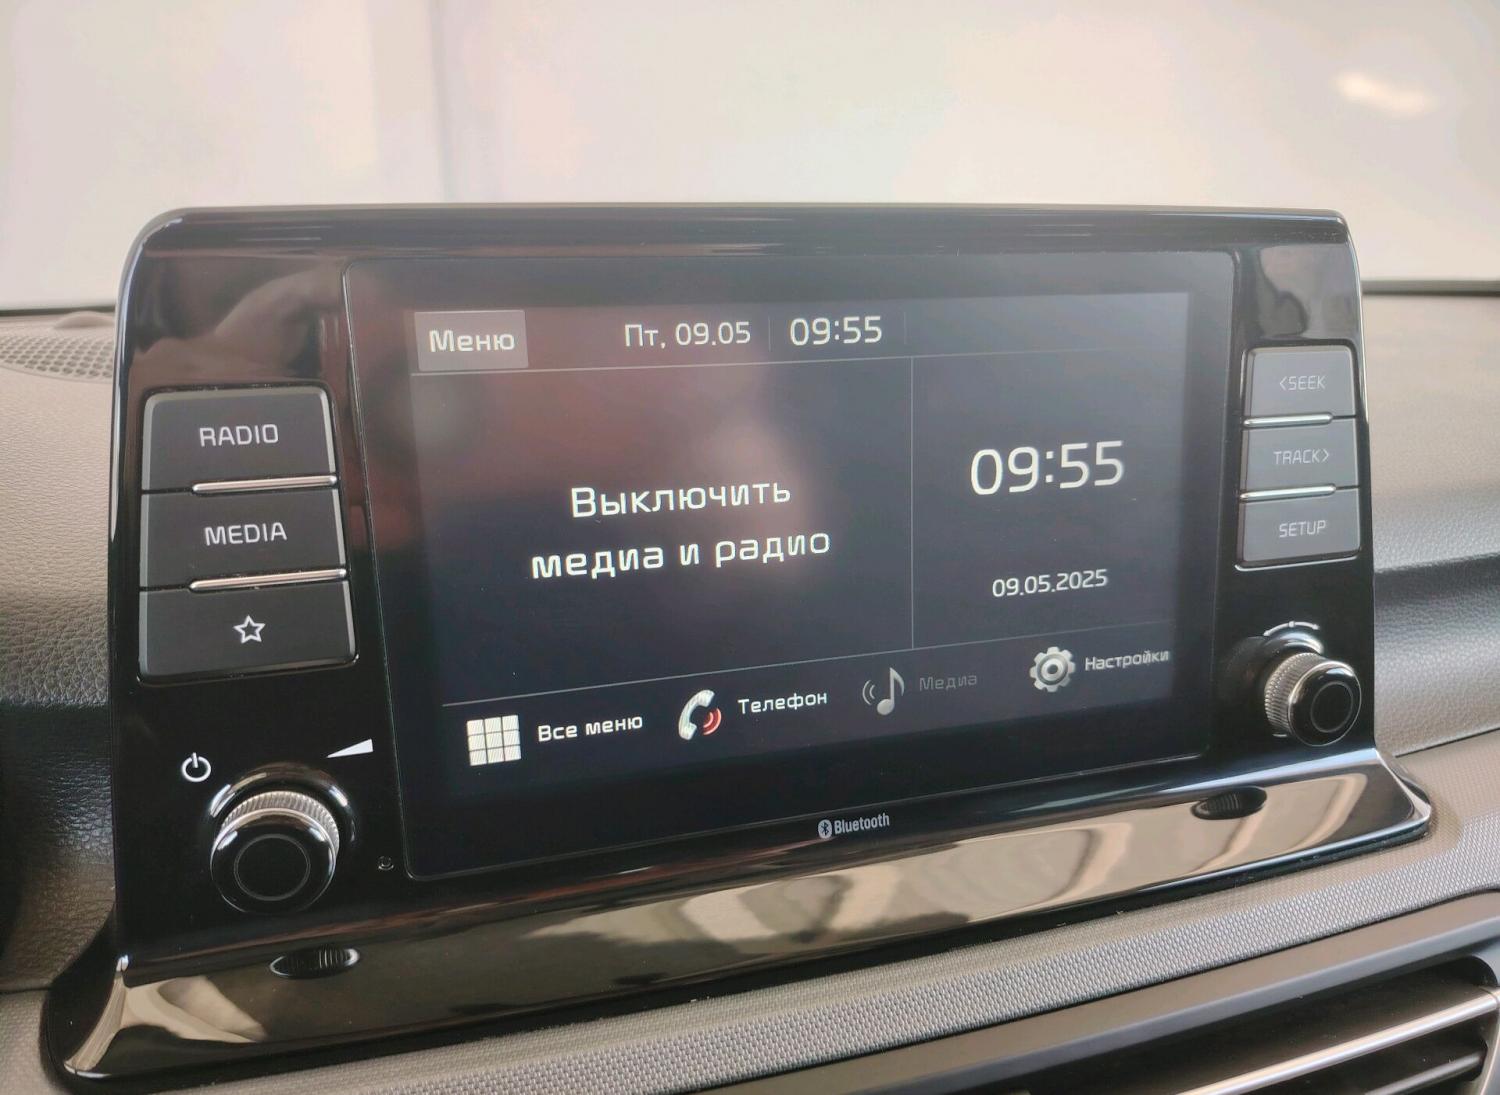 Меню
Пт, 09.05
09:55
RADIO
MEDIA
Выключить
медиа и радио
09:55
09.05.2025
<SEEK
TRACK>
SETUP
Все меню
Телефон
Медиа
Настройки
Bluetooth